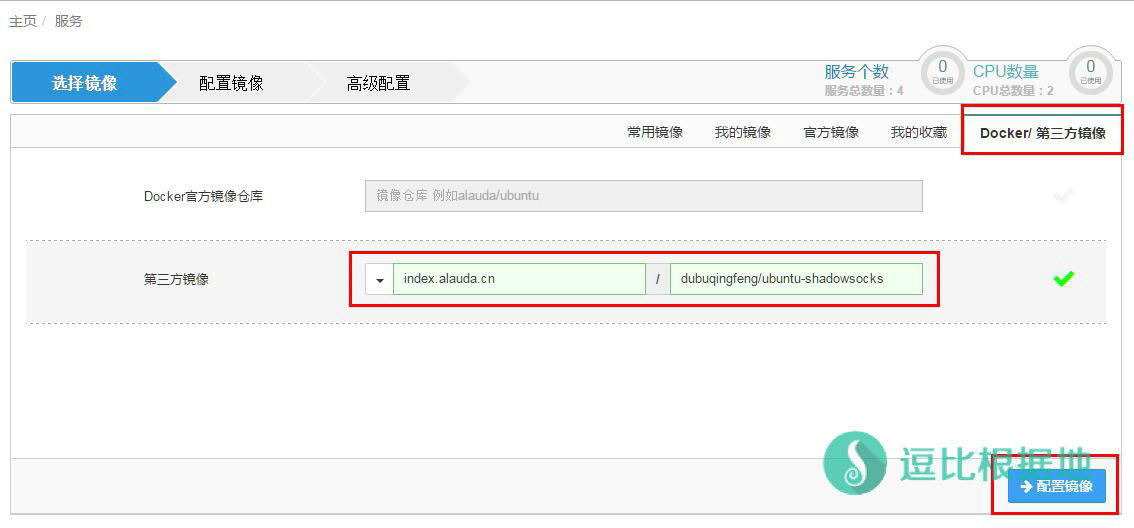 主页 / 服务
选择镜像 配置镜像 高级配置 服务个数 0 CPU数量 0
服务总数量：4 已使用 CPU总数量：2 已使用
常用镜像 我的镜像 官方镜像 我的收藏 Docker/ 第三方镜像
Docker官方镜像仓库 镜像仓库 例如alauda/ubuntu
第三方镜像 index.alauda.cn / dubuqingfeng/ubuntu-shadowsocks
逗比根据地
配置镜像